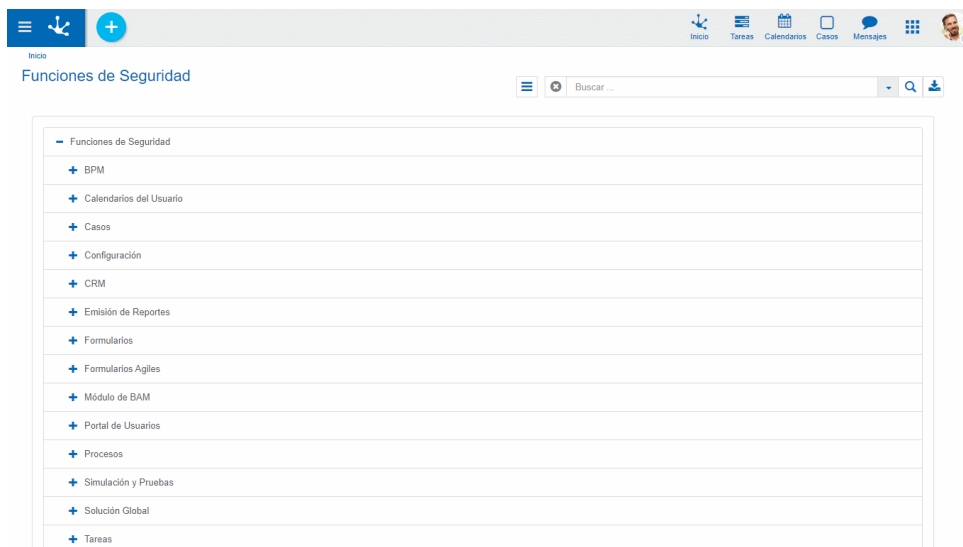 Inicio
Tareas
Calendarios
Casos
Mensajes
Inicio
Funciones de Seguridad
Buscar ...
Funciones de Seguridad
BPM
Calendarios del Usuario
Casos
Configuración
CRM
Emisión de Reportes
Formularios
Formularios Agiles
Módulo de BAM
Portal de Usuarios
Procesos
Simulación y Pruebas
Solución Global
Tareas